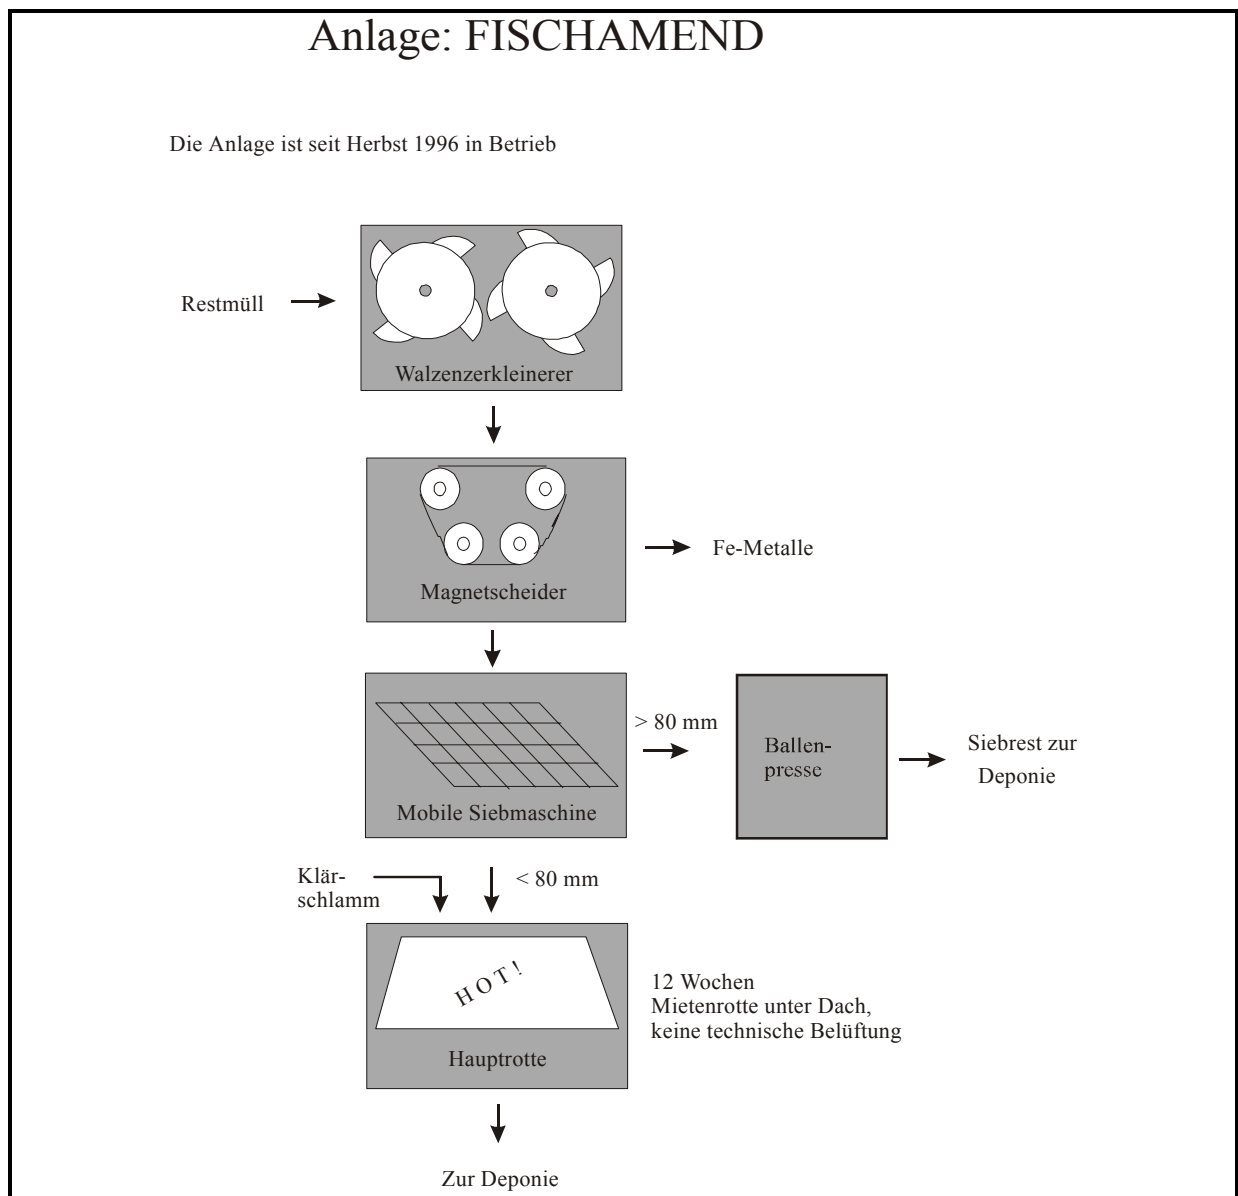 Anlage: FISCHAMEND
Die Anlage ist seit Herbst 1996 in Betrieb
Restmüll
Walzenzerkleinerer
Fe-Metalle
Magnetscheider
> 80 mm
Ballen-
presse
Siebrest zur
Deponie
Mobile Siebmaschine
Klär-
schlamm
< 80 mm
HOT!
12 Wochen
Mietenrotte unter Dach,
keine technische Belüftung
Hauptrotte
Zur Deponie